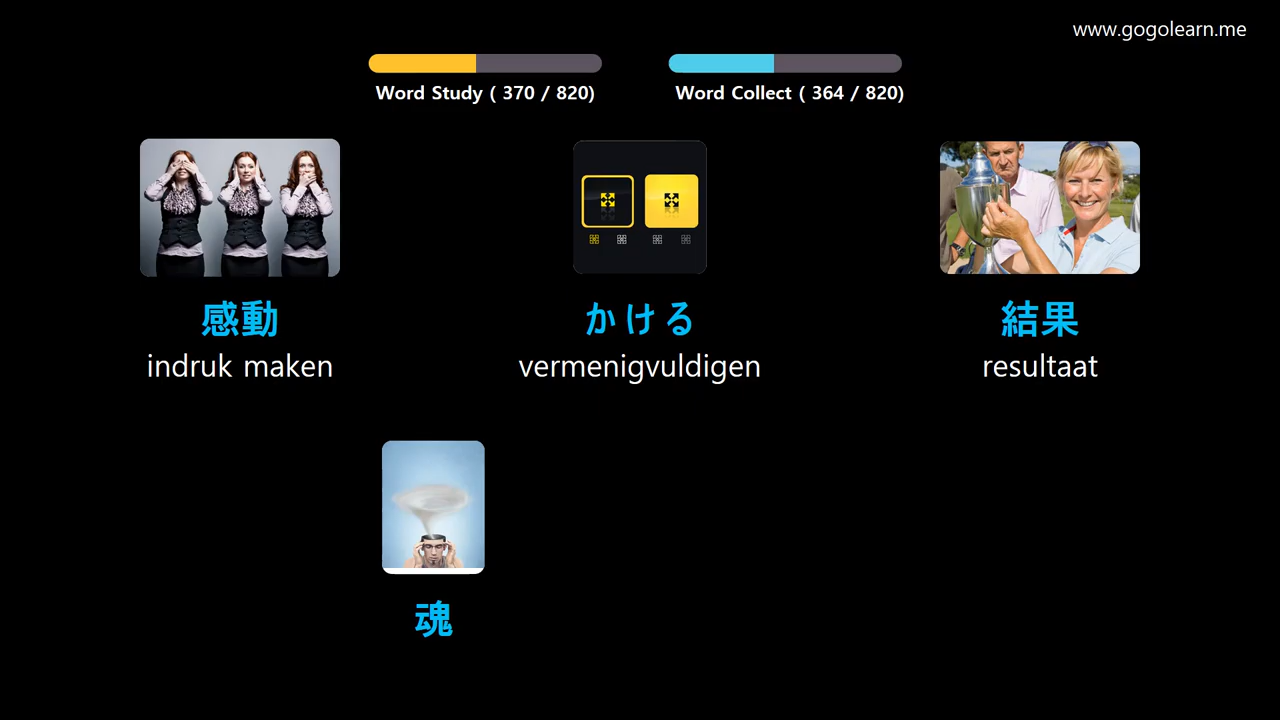 www.gogolearn.me
Word Study ( 370 / 820)
Word Collect ( 364 / 820)
感動
かける
結果
indruk maken
vermenigvuldigen
resultaat
魂